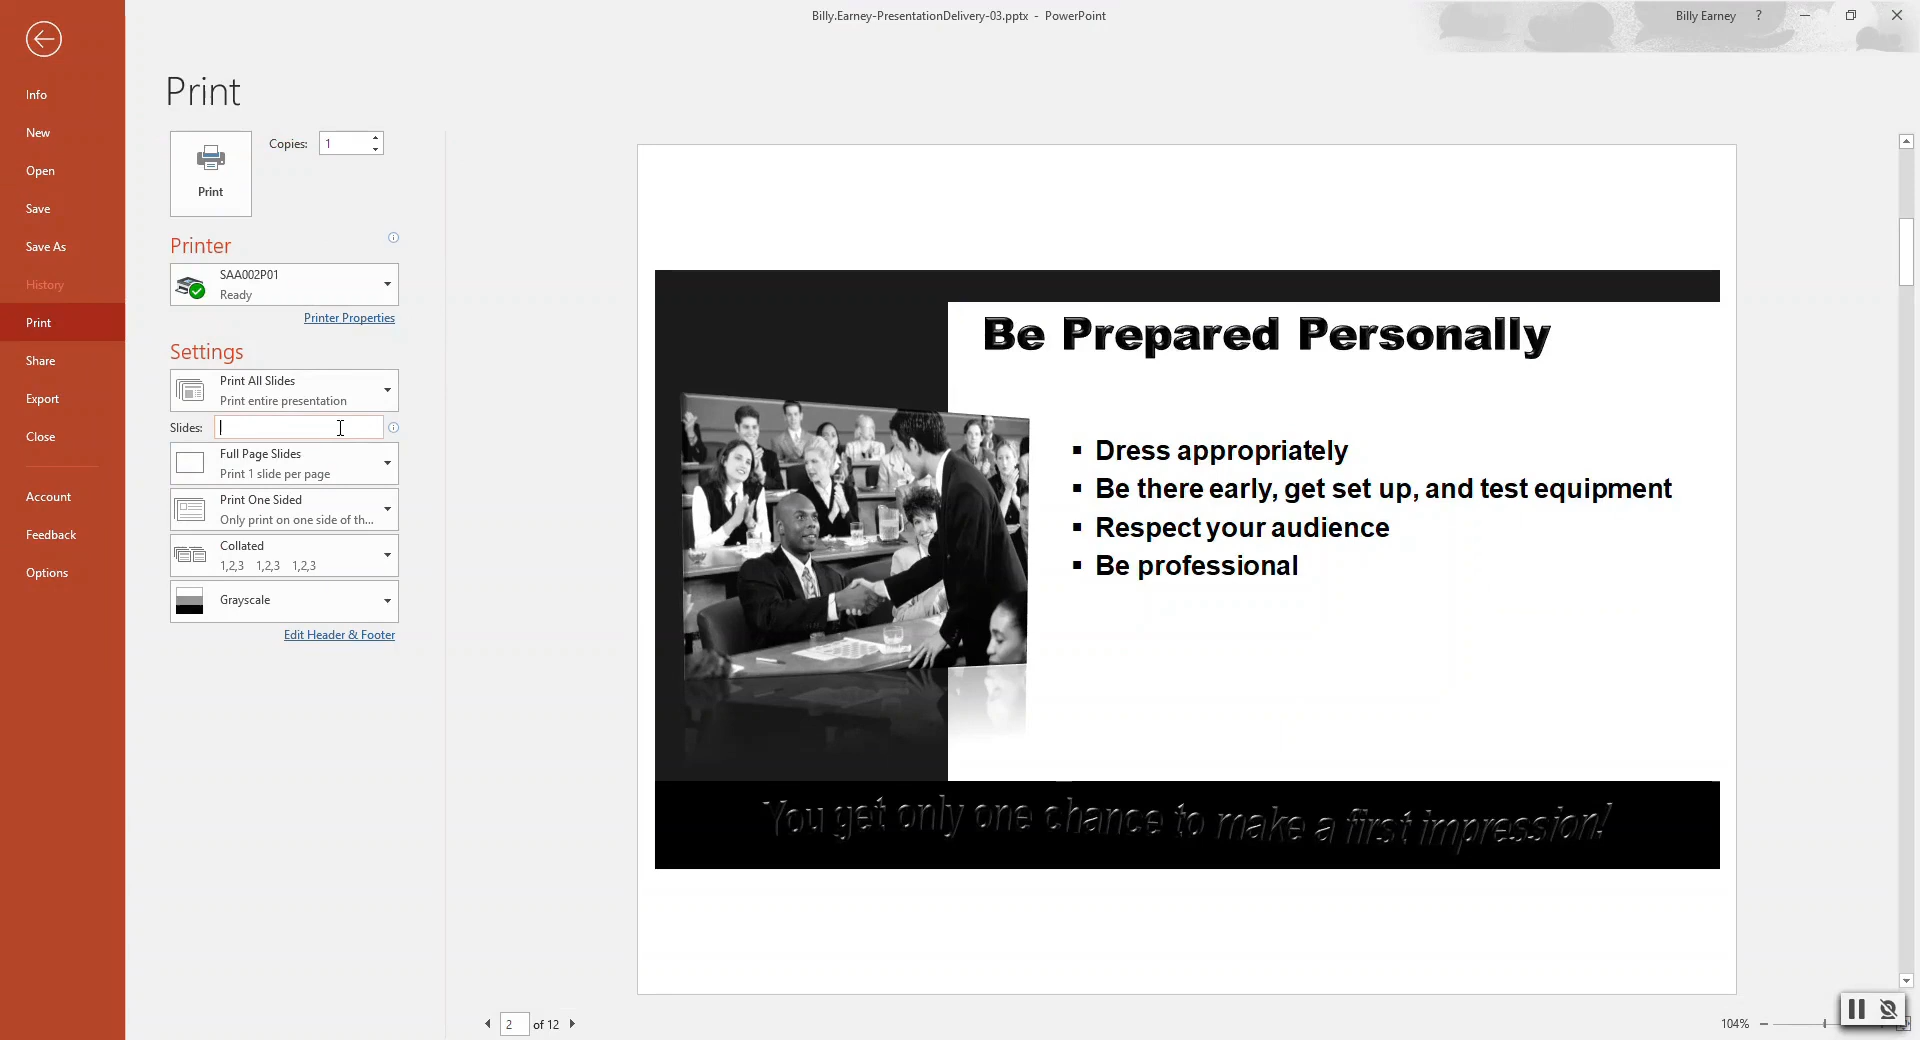 Billy.Earney-PresentationDelivery-03.pptx - PowerPoint
Billy Earney ?
Info
New
Open
Save
Save As
History
Print
Share
Export
Close
Account
Feedback
Options
Print
Print
Copies: 1
Printer
SAA002P01
Ready
Printer Properties
Settings
Print All Slides
Print entire presentation
Slides:
Full Page Slides
Print 1 slide per page
Print One Sided
Only print on one side of th...
Collated
1,2,3 1,2,3 1,2,3
Grayscale
Edit Header & Footer
Be Prepared Personally
▪ Dress appropriately
▪ Be there early, get set up, and test equipment
▪ Respect your audience
▪ Be professional
You get only one chance to make a first impression!
2 of 12
104%